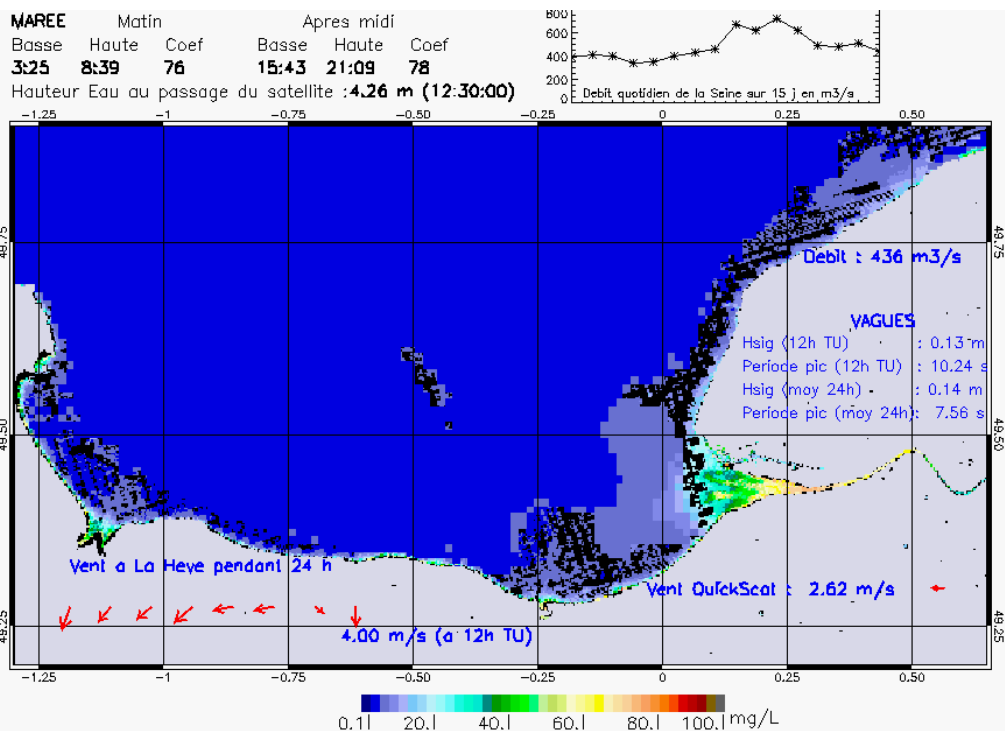 MAREE Matin Apres midi
Basse Haute Coef Basse Haute Coef
3:25 8:39 76 15:43 21:09 78
Hauteur Eau au passage du satellite :4.26 m (12:30:00)
800
600
400
200
0
Debit quotidien de la Seine sur 15 j en m3/s
-1.25 -1 -0.75 -0.50 -0.25 0 0.25 0.50
49.75 49.75
Debit : 436 m3/s
VAGUES
Hsig (12h TU) : 0.13 m
Periode pic (12h TU) : 10.24 s
Hsig (moy 24h) : 0.14 m
Periode pic (moy 24h): 7.56 s
49.50 49.50
Vent a La Heve pendant 24 h
Vent QuickScat : 2.62 m/s
49.25 49.25
4.00 m/s (a 12h TU)
-1.25 -1 -0.75 -0.50 -0.25 0 0.25 0.50
0.1 20.1 40.1 60.1 80.1 100.1 mg/L